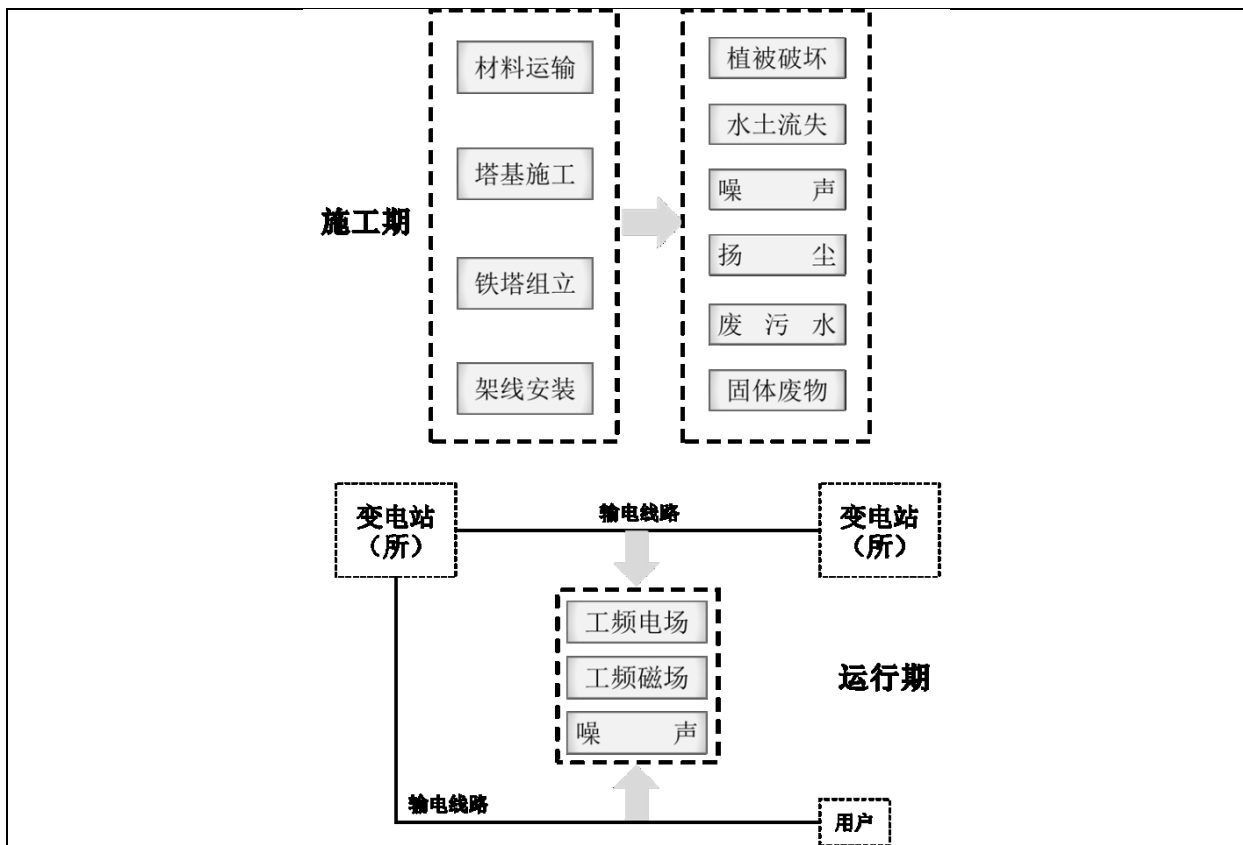 施工期
材料运输
塔基施工
铁塔组立
架线安装
植被破坏
水土流失
噪 声
扬 尘
废 污 水
固体废物
变电站
（所）
输电线路
变电站
（所）
工频电场
工频磁场
噪 声
运行期
输电线路
用户